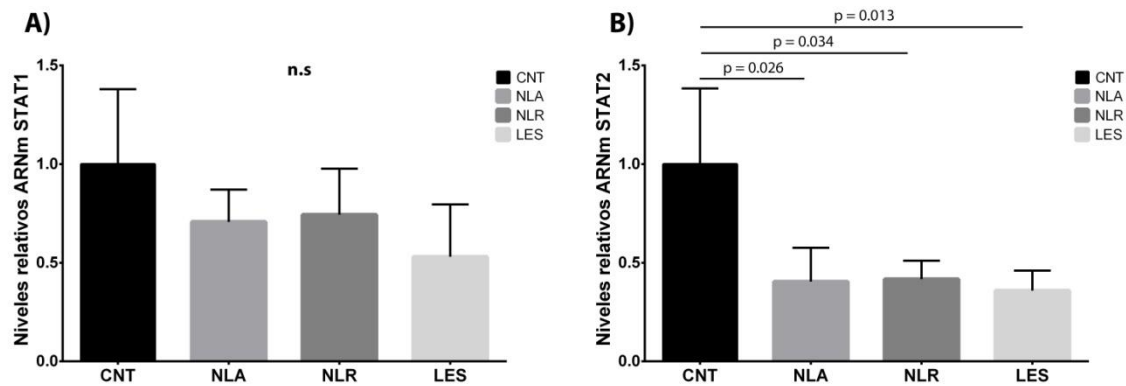 A)
Niveles relativos ARNm STAT1
1.5
1.0
0.5
0.0
n.s
CNT
NLA
NLR
LES
CNT NLA NLR LES
B)
Niveles relativos ARNm STAT2
1.5
1.0
0.5
0.0
p = 0.013
p = 0.034
p = 0.026
CNT
NLA
NLR
LES
CNT NLA NLR LES